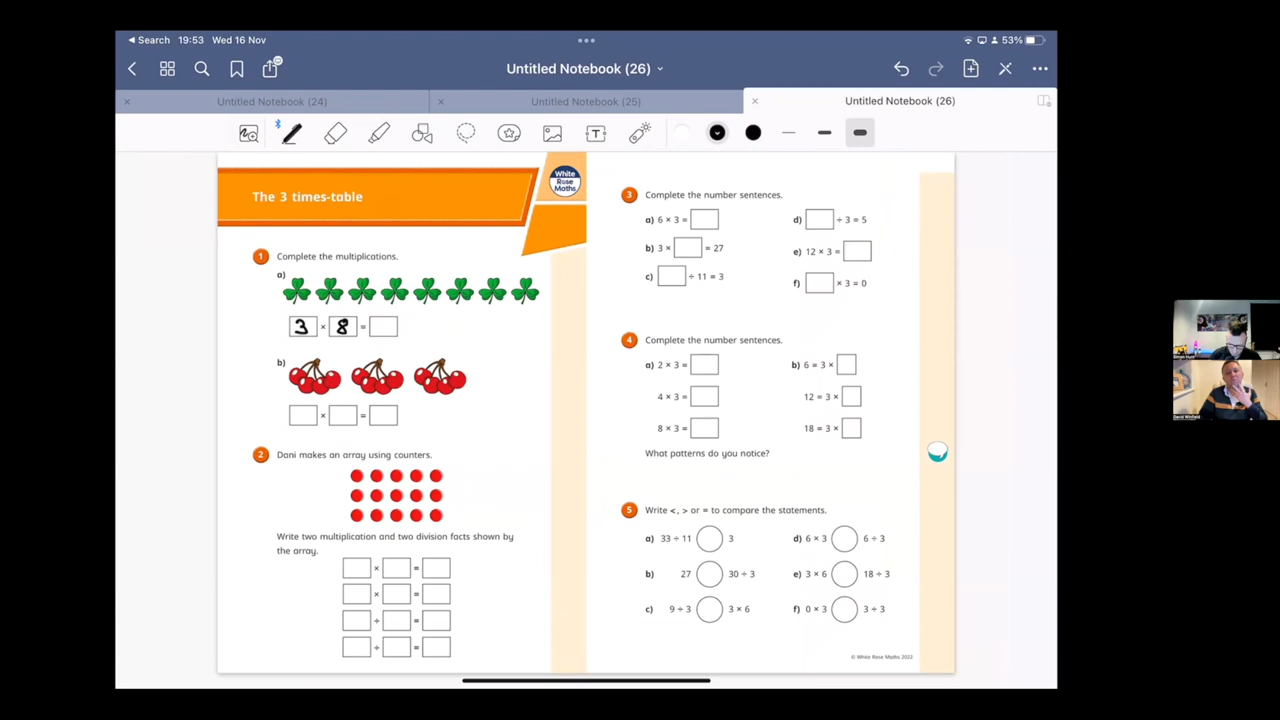 Search 19:53 Wed 16 Nov 53%
Untitled Notebook (26)
Untitled Notebook (24) Untitled Notebook (25) Untitled Notebook (26)
T
The 3 times-table
White
Rose
Maths
1 Complete the multiplications.
a)
3 × 8 =
b)
× =
2 Dani makes an array using counters.
Write two multiplication and two division facts shown by
the array.
× =
× =
÷ =
÷ =
3 Complete the number sentences.
a) 6 × 3 =
b) 3 × = 27
c) ÷ 11 = 3
d) ÷ 3 = 5
e) 12 × 3 =
f) × 3 = 0
4 Complete the number sentences.
a) 2 × 3 =
4 × 3 =
8 × 3 =
b) 6 = 3 ×
12 = 3 ×
18 = 3 ×
What patterns do you notice?
5 Write <, > or = to compare the statements.
a) 33 ÷ 11 3
b) 27 30 ÷ 3
c) 9 ÷ 3 3 × 6
d) 6 × 3 6 ÷ 3
e) 3 × 6 18 ÷ 3
f) 0 × 3 3 ÷ 3
© White Rose Maths 2022
Simon Hunt
David Winfield